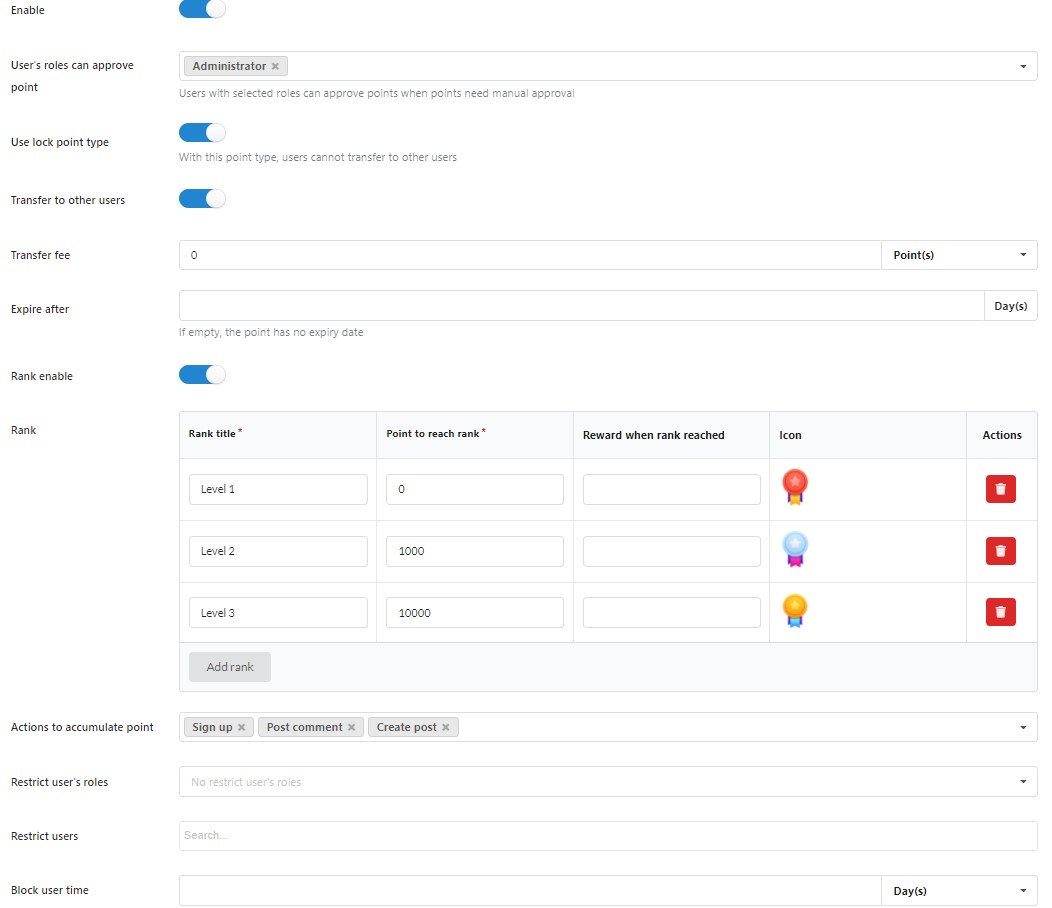 Enable
User's roles can approve
point
Administrator ×
Users with selected roles can approve points when points need manual approval
Use lock point type
With this point type, users cannot transfer to other users
Transfer to other users
Transfer fee
0
Point(s)
Expire after
Day(s)
If empty, the point has no expiry date
Rank enable
Rank
Rank title *
Point to reach rank *
Reward when rank reached
Icon
Actions
Level 1
0
Level 2
1000
Level 3
10000
Add rank
Actions to accumulate point
Sign up × Post comment × Create post ×
Restrict user's roles
No restrict user's roles
Restrict users
Search...
Block user time
Day(s)